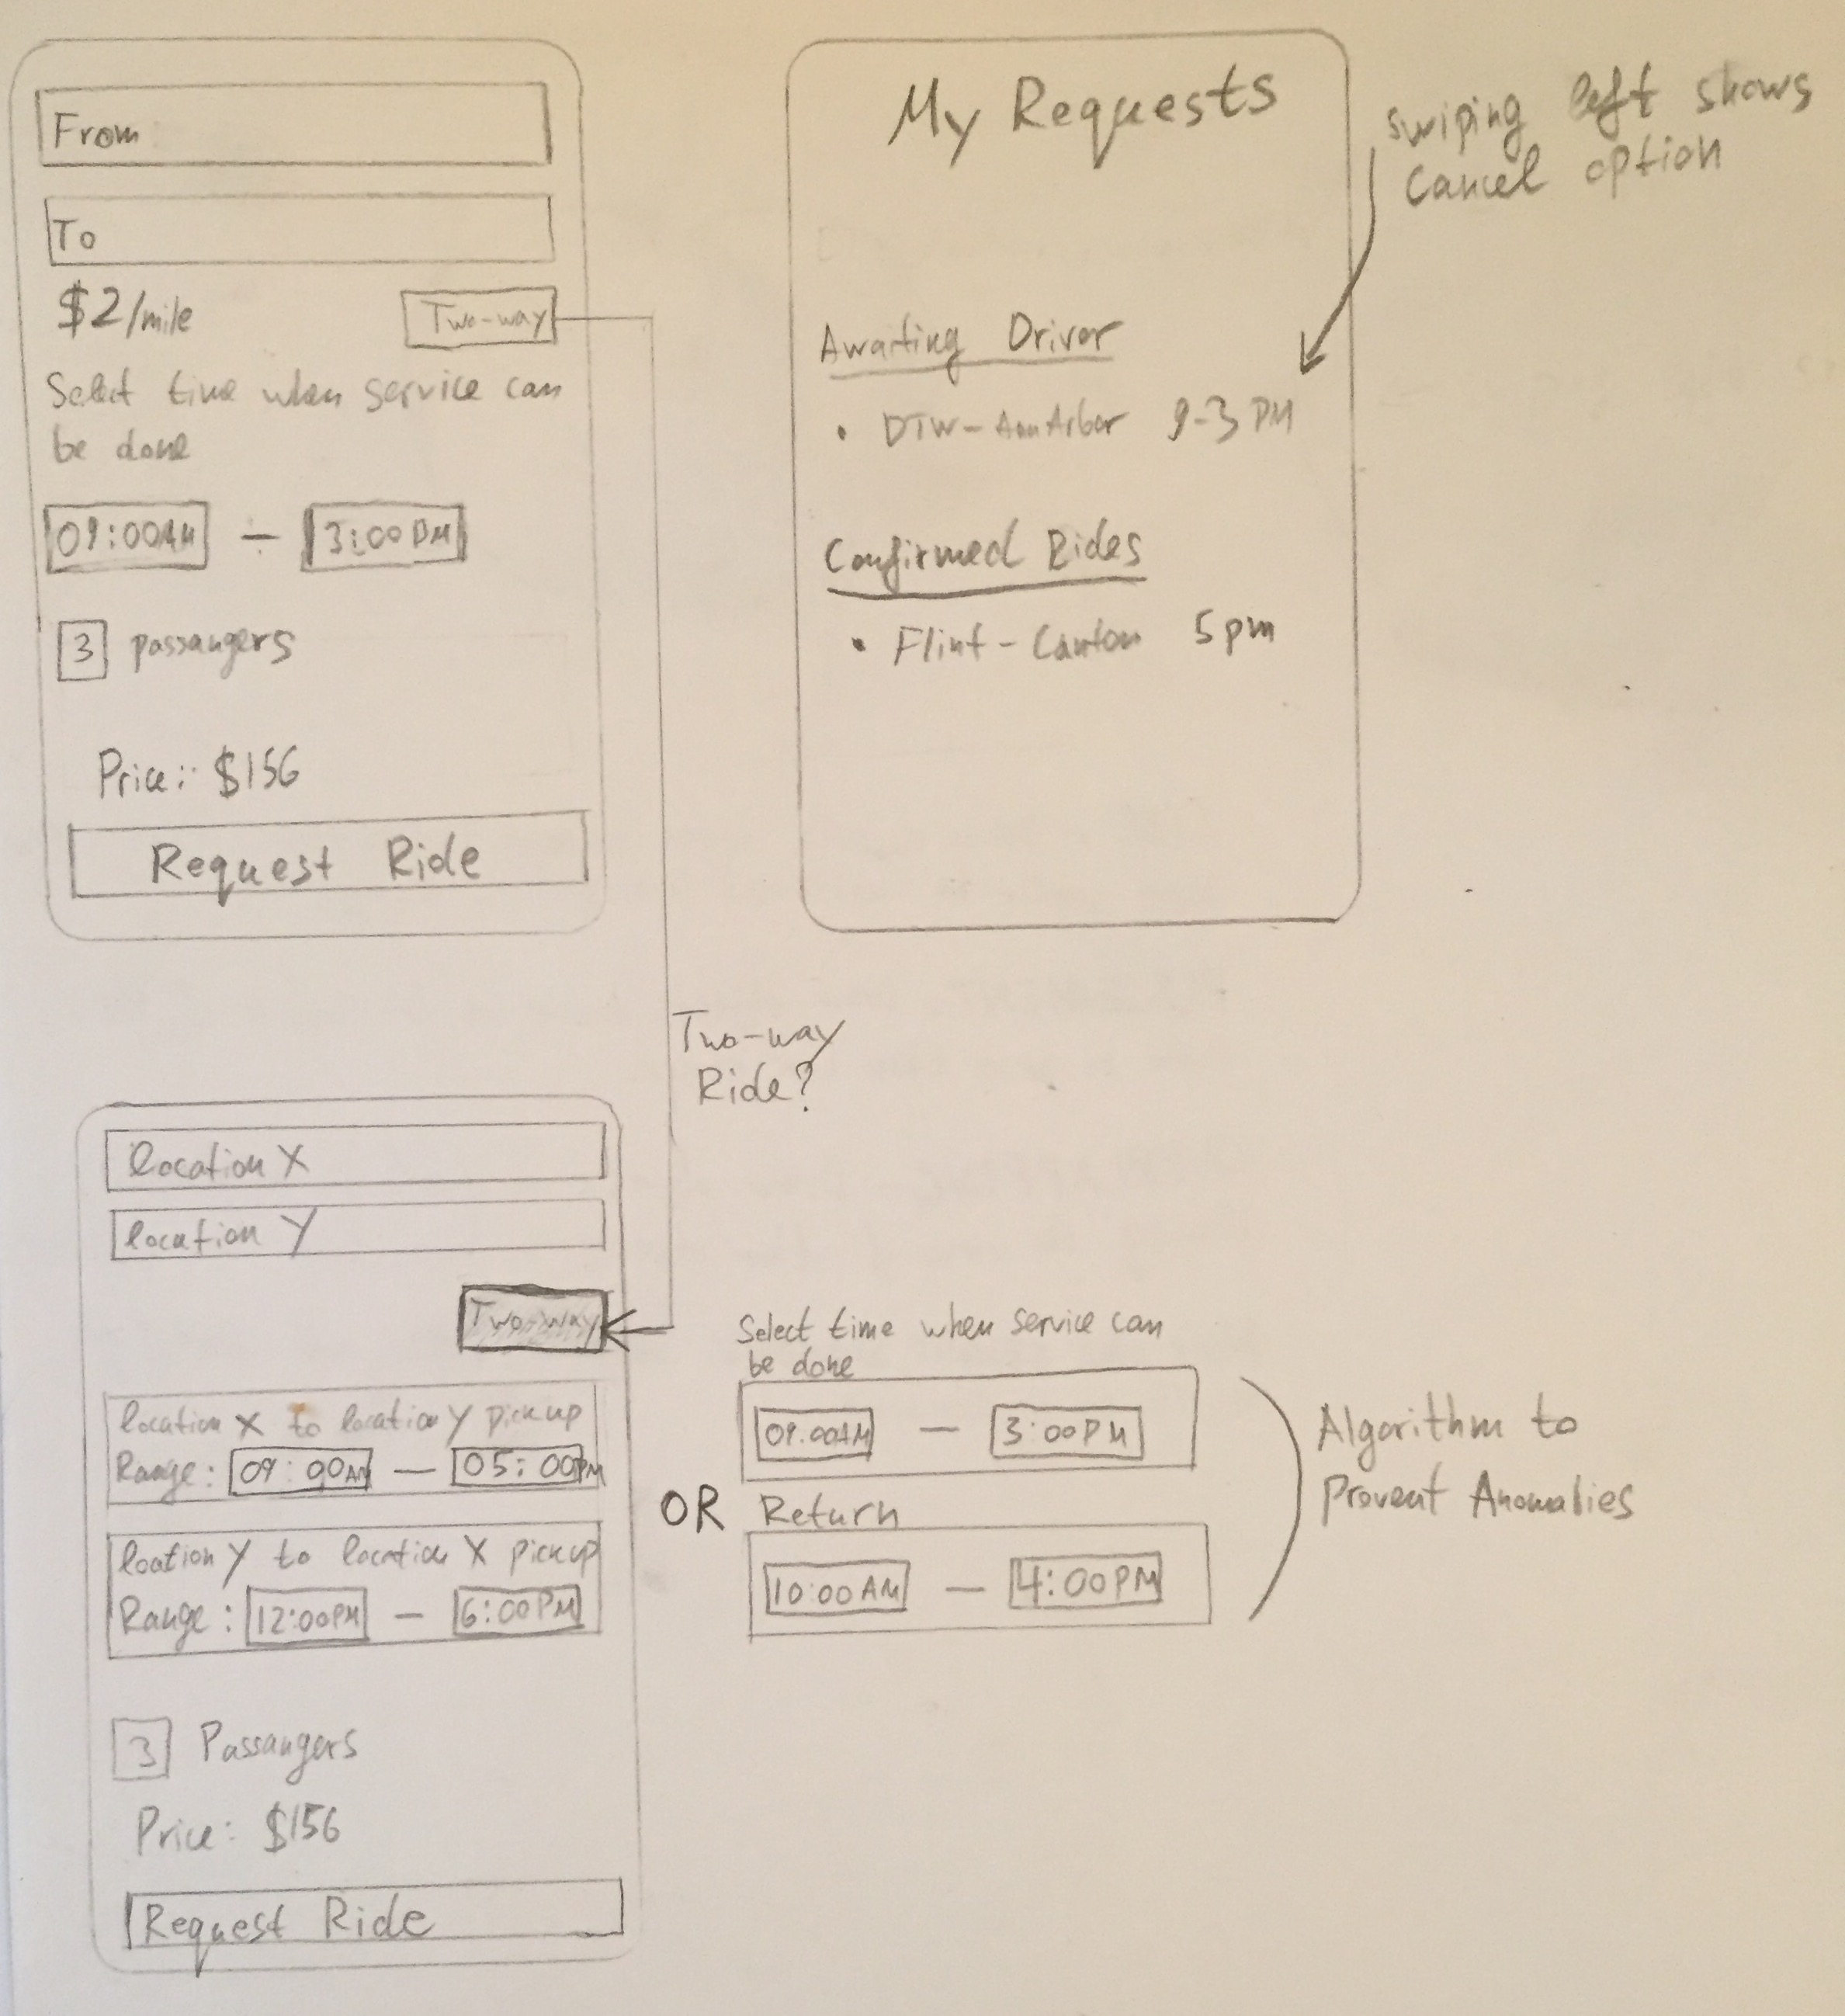 From
To
$2/mile
Two-way
Select time when service can
be done
09:00AM — 3:00PM
3 passangers
Price: $156
Request Ride
My Requests
Awaiting Driver
• DTW-Ann Arbor 9-3 PM
Confirmed Rides
• Flint-Canton 5pm
swiping left shows
Cancel option
Two-way
Ride?
location X
location Y
Two-way
location X to location Y pickup
Range: 09:00AM — 05:00PM
loation Y to location X pickup
Range: 12:00PM — 6:00PM
3 Passangers
Price: $156
Request Ride
OR
Select time when service can
be done
09:00AM — 3:00PM
Return
10:00AM — 4:00PM
Algorithm to
Prevent Anomalies